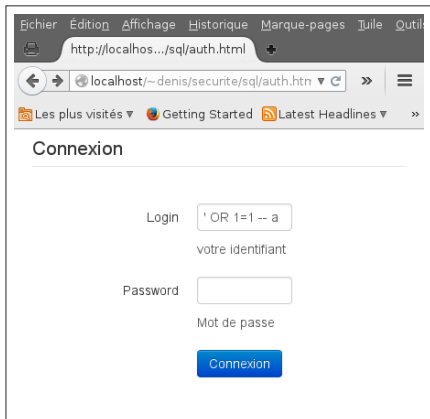 Fichier Édition Affichage Historique Marque-pages Tuile Outil
http://localhos.../sql/auth.html
localhost/~denis/securite/sql/auth.htm
Les plus visités Getting Started Latest Headlines »
Connexion
Login ' OR 1=1 -- a
votre identifiant
Password
Mot de passe
Connexion